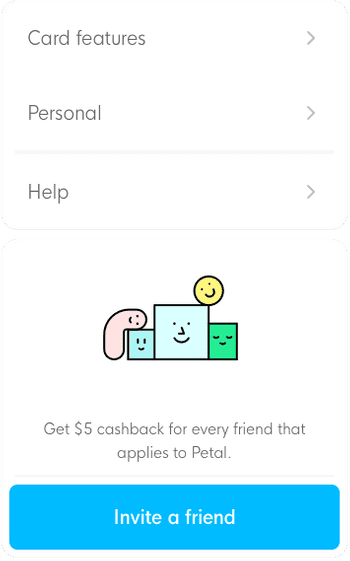 Card features
Personal
Help
Get $5 cashback for every friend that
applies to Petal.
Invite a friend